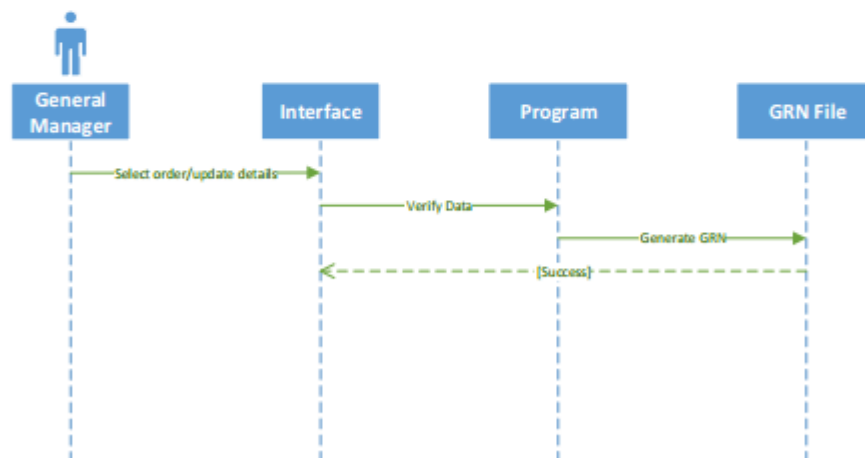 General
Manager
Interface
Program
GRN File
Select order/update details
Verify Data
Generate GRN
[Success]